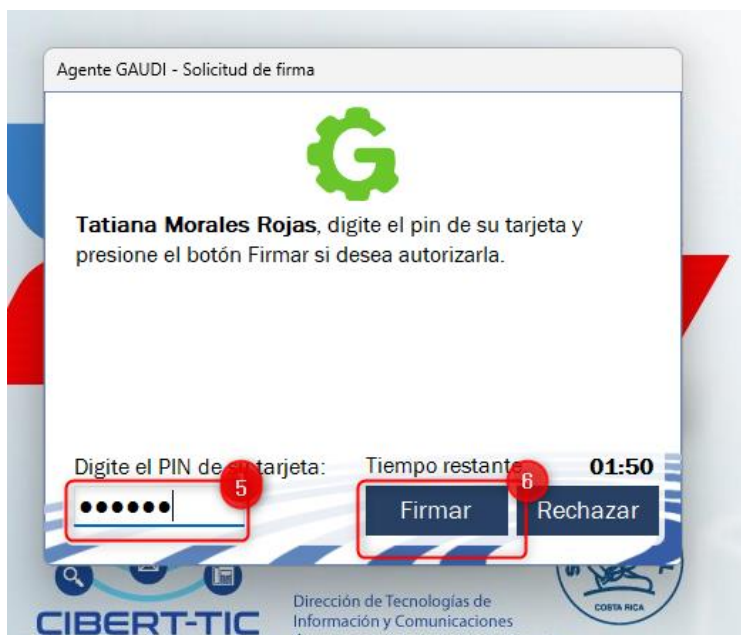 Agente GAUDI - Solicitud de firma
G
Tatiana Morales Rojas, digite el pin de su tarjeta y
presione el botón Firmar si desea autorizarla.
Digite el PIN de su tarjeta:
Tiempo restante
01:50
5
6
Firmar
Rechazar
CIBERT-TIC
Dirección de Tecnologías de
Información y Comunicaciones
COSTA RICA